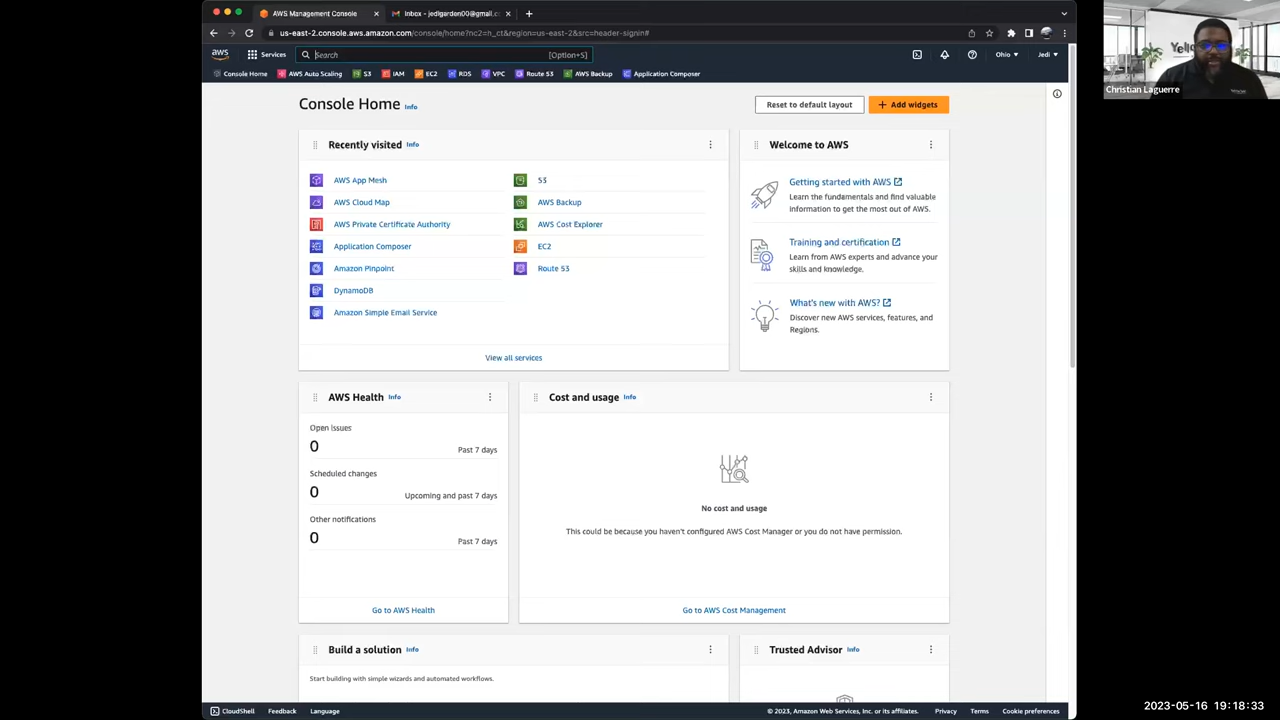 AWS Management Console
Inbox - jedigarden00@gmail.c
us-east-2.console.aws.amazon.com/console/home?nc2=h_ct&region=us-east-2&src=header-signin#
aws
Services
Search
[Option+S]
Ohio
Jedi
Console Home
AWS Auto Scaling
S3
IAM
EC2
RDS
VPC
Route 53
AWS Backup
Application Composer
Christian Laguerre
Console Home
Info
Reset to default layout
Add widgets
Recently visited
Info
AWS App Mesh
AWS Cloud Map
AWS Private Certificate Authority
Application Composer
Amazon Pinpoint
DynamoDB
Amazon Simple Email Service
S3
AWS Backup
AWS Cost Explorer
EC2
Route 53
View all services
Welcome to AWS
Getting started with AWS
Learn the fundamentals and find valuable
information to get the most out of AWS.
Training and certification
Learn from AWS experts and advance your
skills and knowledge.
What's new with AWS?
Discover new AWS services, features, and
Regions.
AWS Health
Info
Open issues
0
Past 7 days
Scheduled changes
0
Upcoming and past 7 days
Other notifications
0
Past 7 days
Go to AWS Health
Cost and usage
Info
No cost and usage
This could be because you haven't configured AWS Cost Manager or you do not have permission.
Go to AWS Cost Management
Build a solution
Info
Start building with simple wizards and automated workflows.
Trusted Advisor
Info
CloudShell
Feedback
Language
© 2023, Amazon Web Services, Inc. or its affiliates.
Privacy
Terms
Cookie preferences
2023-05-16 19:18:33